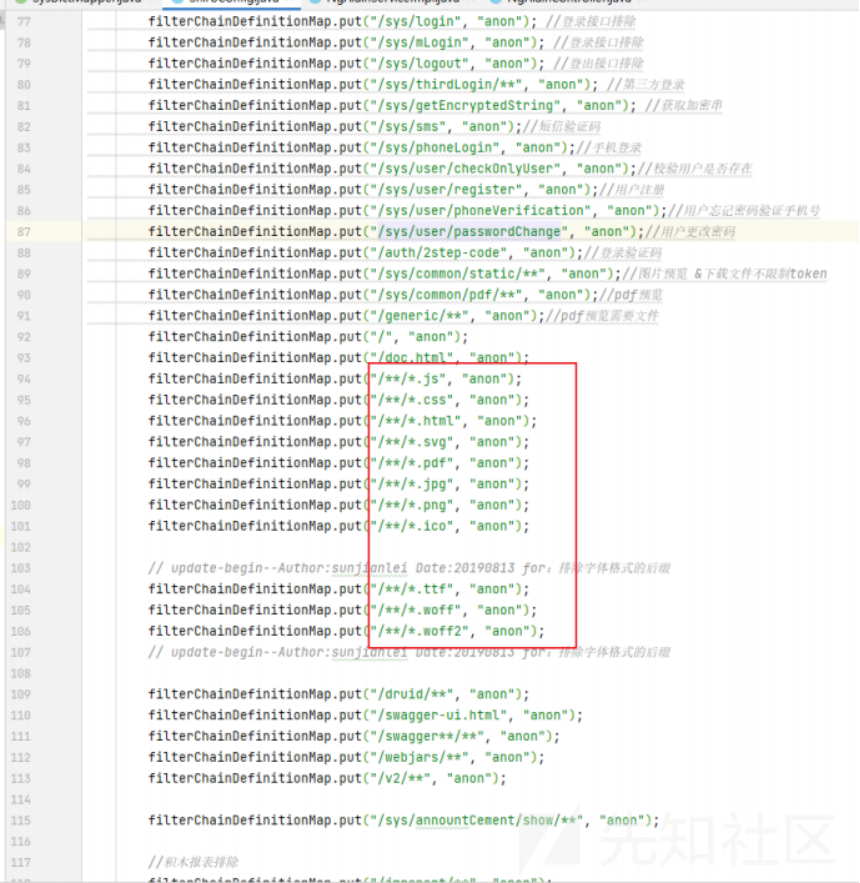 77 filterChainDefinitionMap.put("/sys/login", "anon"); //登录接口排除
78 filterChainDefinitionMap.put("/sys/mLogin", "anon"); //登录接口排除
79 filterChainDefinitionMap.put("/sys/logout", "anon"); //登出接口排除
80 filterChainDefinitionMap.put("/sys/thirdLogin/**", "anon"); //第三方登录
81 filterChainDefinitionMap.put("/sys/getEncryptedString", "anon"); //获取加密串
82 filterChainDefinitionMap.put("/sys/sms", "anon");//短信验证码
83 filterChainDefinitionMap.put("/sys/phoneLogin", "anon");//手机登录
84 filterChainDefinitionMap.put("/sys/user/checkOnlyUser", "anon");//校验用户是否存在
85 filterChainDefinitionMap.put("/sys/user/register", "anon");//用户注册
86 filterChainDefinitionMap.put("/sys/user/phoneVerification", "anon");//用户忘记密码验证手机号
87 filterChainDefinitionMap.put("/sys/user/passwordChange", "anon");//用户更改密码
88 filterChainDefinitionMap.put("/auth/2step-code", "anon");//登录验证码
89 filterChainDefinitionMap.put("/sys/common/static/**", "anon");//图片预览 &下载文件不限制token
90 filterChainDefinitionMap.put("/sys/common/pdf/**", "anon");//pdf预览
91 filterChainDefinitionMap.put("/generic/**", "anon");//pdf预览需要文件
92 filterChainDefinitionMap.put("/", "anon");
93 filterChainDefinitionMap.put("/doc.html", "anon");
94 filterChainDefinitionMap.put("/**/*.js", "anon");
95 filterChainDefinitionMap.put("/**/*.css", "anon");
96 filterChainDefinitionMap.put("/**/*.html", "anon");
97 filterChainDefinitionMap.put("/**/*.svg", "anon");
98 filterChainDefinitionMap.put("/**/*.pdf", "anon");
99 filterChainDefinitionMap.put("/**/*.jpg", "anon");
100 filterChainDefinitionMap.put("/**/*.png", "anon");
101 filterChainDefinitionMap.put("/**/*.ico", "anon");
102
103 // update-begin--Author:sunjianlei Date:20190813 for：排除字体格式的后缀
104 filterChainDefinitionMap.put("/**/*.ttf", "anon");
105 filterChainDefinitionMap.put("/**/*.woff", "anon");
106 filterChainDefinitionMap.put("/**/*.woff2", "anon");
107 // update-begin--Author:sunjianlei Date:20190813 for：排除字体格式的后缀
108
109 filterChainDefinitionMap.put("/druid/**", "anon");
110 filterChainDefinitionMap.put("/swagger-ui.html", "anon");
111 filterChainDefinitionMap.put("/swagger**/**", "anon");
112 filterChainDefinitionMap.put("/webjars/**", "anon");
113 filterChainDefinitionMap.put("/v2/**", "anon");
114
115 filterChainDefinitionMap.put("/sys/annountCement/show/**", "anon");
116
117 //积木报表排除
先知社区